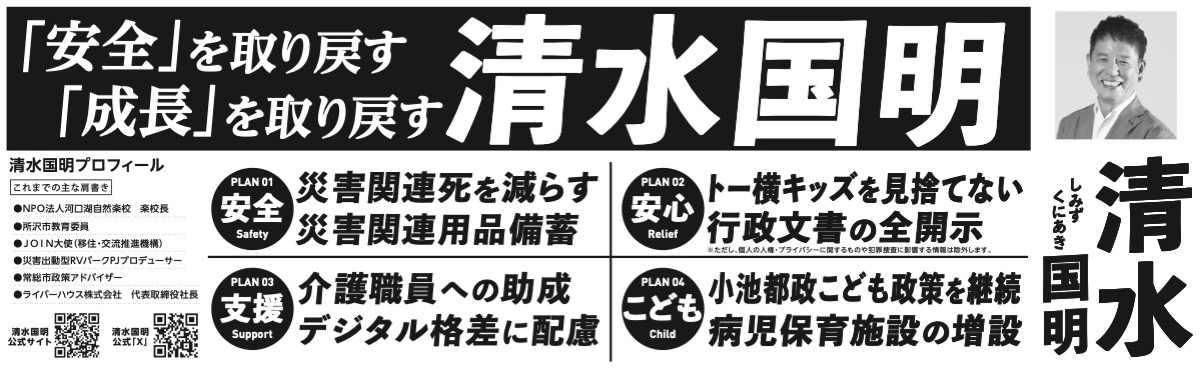 「安全」を取り戻す
「成長」を取り戻す
清水国明
清水国明プロフィール
これまでの主な肩書き
●NPO法人河口湖自然楽校　楽校長
●所沢市教育委員
●JOIN大使(移住・交流推進機構)
●災害出動型RVパークPJプロデューサー
●常総市政策アドバイザー
●ライバーハウス株式会社　代表取締役社長
清水国明
公式サイト
清水国明
公式「X」
PLAN 01
安全
Safety
災害関連死を減らす
災害関連用品備蓄
PLAN 02
安心
Relief
トー横キッズを見捨てない
行政文書の全開示
※ただし、個人の人権・プライバシーに関するものや犯罪捜査に影響する情報は除外します。
PLAN 03
支援
Support
介護職員への助成
デジタル格差に配慮
PLAN 04
こども
Child
小池都政こども政策を継続
病児保育施設の増設
清水
しみず
くにあき
国明